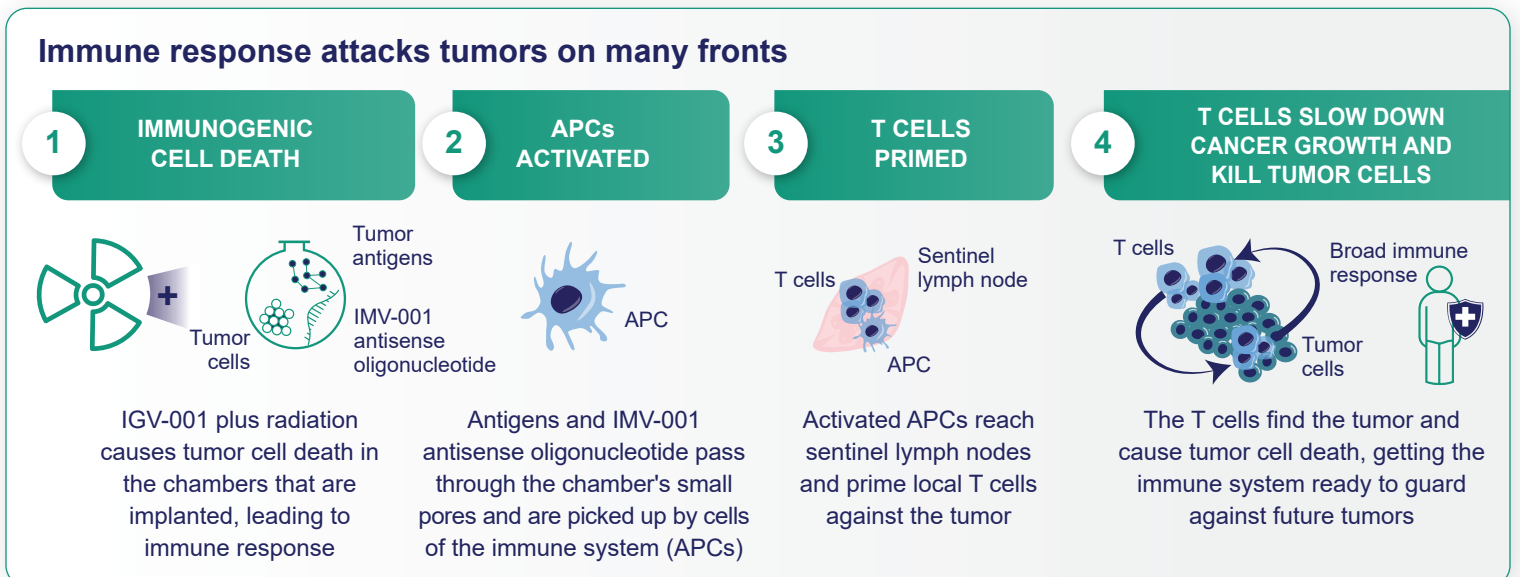 Immune response attacks tumors on many fronts
1
IMMUNOGENIC
CELL DEATH
+
Tumor
antigens
Tumor
cells
IMV-001
antisense
oligonucleotide
IGV-001 plus radiation
causes tumor cell death in
the chambers that are
implanted, leading to
immune response
2
APCs
ACTIVATED
APC
Antigens and IMV-001
antisense oligonucleotide pass
through the chamber's small
pores and are picked up by cells
of the immune system (APCs)
3
T CELLS
PRIMED
T cells
Sentinel
lymph node
APC
Activated APCs reach
sentinel lymph nodes
and prime local T cells
against the tumor
4
T CELLS SLOW DOWN
CANCER GROWTH AND
KILL TUMOR CELLS
T cells
Broad immune
response
Tumor
cells
The T cells find the tumor and
cause tumor cell death, getting the
immune system ready to guard
against future tumors